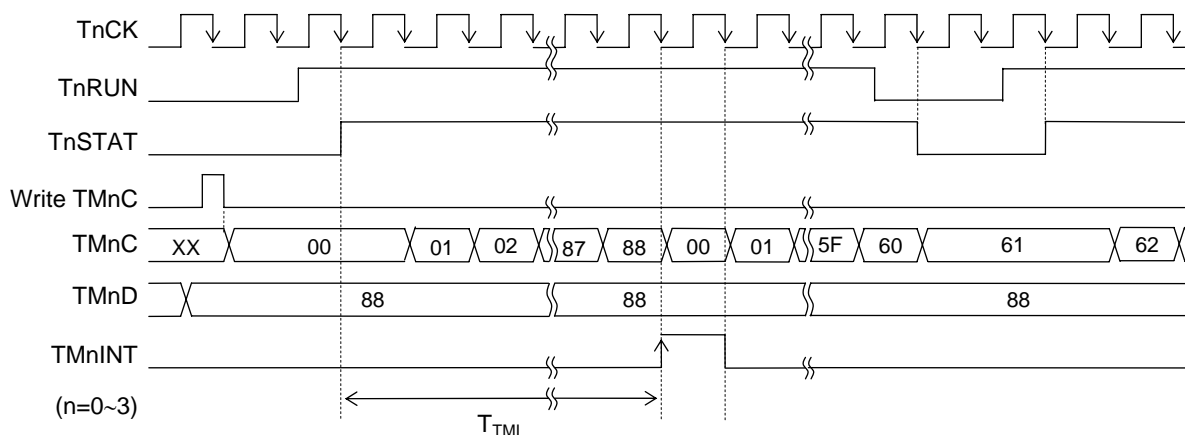 TnCK
TnRUN
TnSTAT
Write TMnC
TMnC XX 00 01 02 87 88 00 01 5F 60 61 62
TMnD 88 88 88
TMnINT
(n=0~3)
TTMI